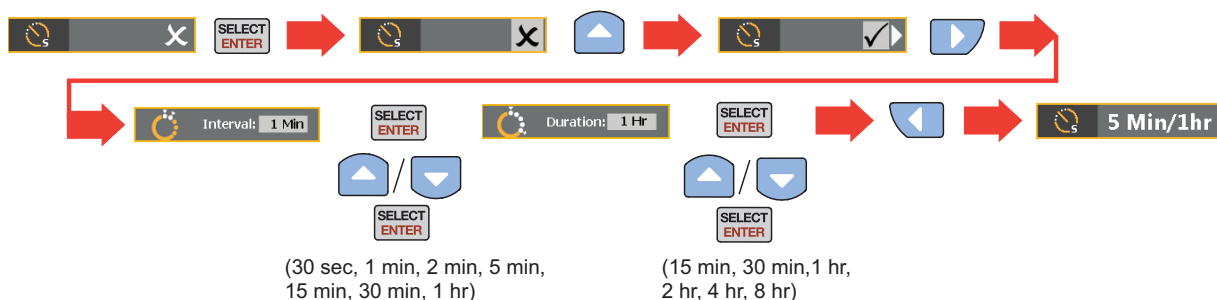 S
SELECT
ENTER
S
S
Interval: 1 Min
SELECT
ENTER
Duration: 1 Hr
SELECT
ENTER
S
5 Min/1hr
/
/
SELECT
ENTER
SELECT
ENTER
(30 sec, 1 min, 2 min, 5 min,
15 min, 30 min, 1 hr)
(15 min, 30 min,1 hr,
2 hr, 4 hr, 8 hr)